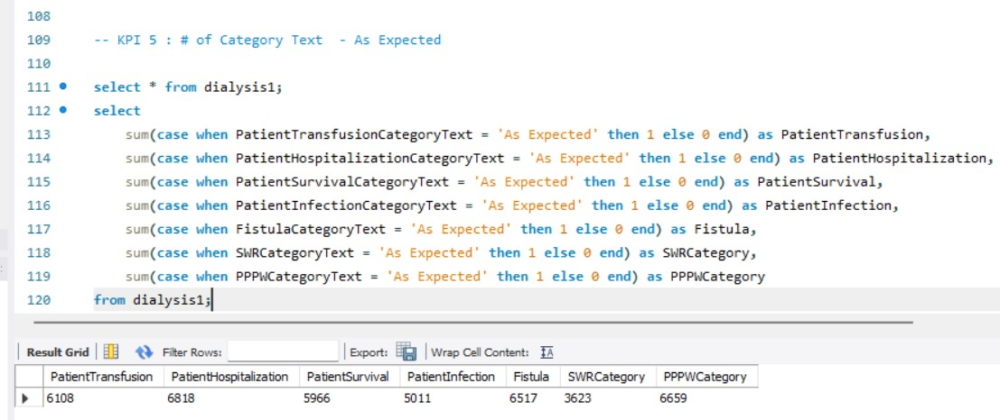 108
109 -- KPI 5 : # of Category Text  - As Expected
110
111 select * from dialysis1;
112 select
113 sum(case when PatientTransfusionCategoryText = 'As Expected' then 1 else 0 end) as PatientTransfusion,
114 sum(case when PatientHospitalizationCategoryText = 'As Expected' then 1 else 0 end) as PatientHospitalization,
115 sum(case when PatientSurvivalCategoryText = 'As Expected' then 1 else 0 end) as PatientSurvival,
116 sum(case when PatientInfectionCategoryText = 'As Expected' then 1 else 0 end) as PatientInfection,
117 sum(case when FistulaCategoryText = 'As Expected' then 1 else 0 end) as Fistula,
118 sum(case when SWRCategoryText = 'As Expected' then 1 else 0 end) as SWRCategory,
119 sum(case when PPPWCategoryText = 'As Expected' then 1 else 0 end) as PPPWCategory
120 from dialysis1;
Result Grid Filter Rows: Export: Wrap Cell Content: IA
PatientTransfusion PatientHospitalization PatientSurvival PatientInfection Fistula SWRCategory PPPWCategory
6108 6818 5966 5011 6517 3623 6659